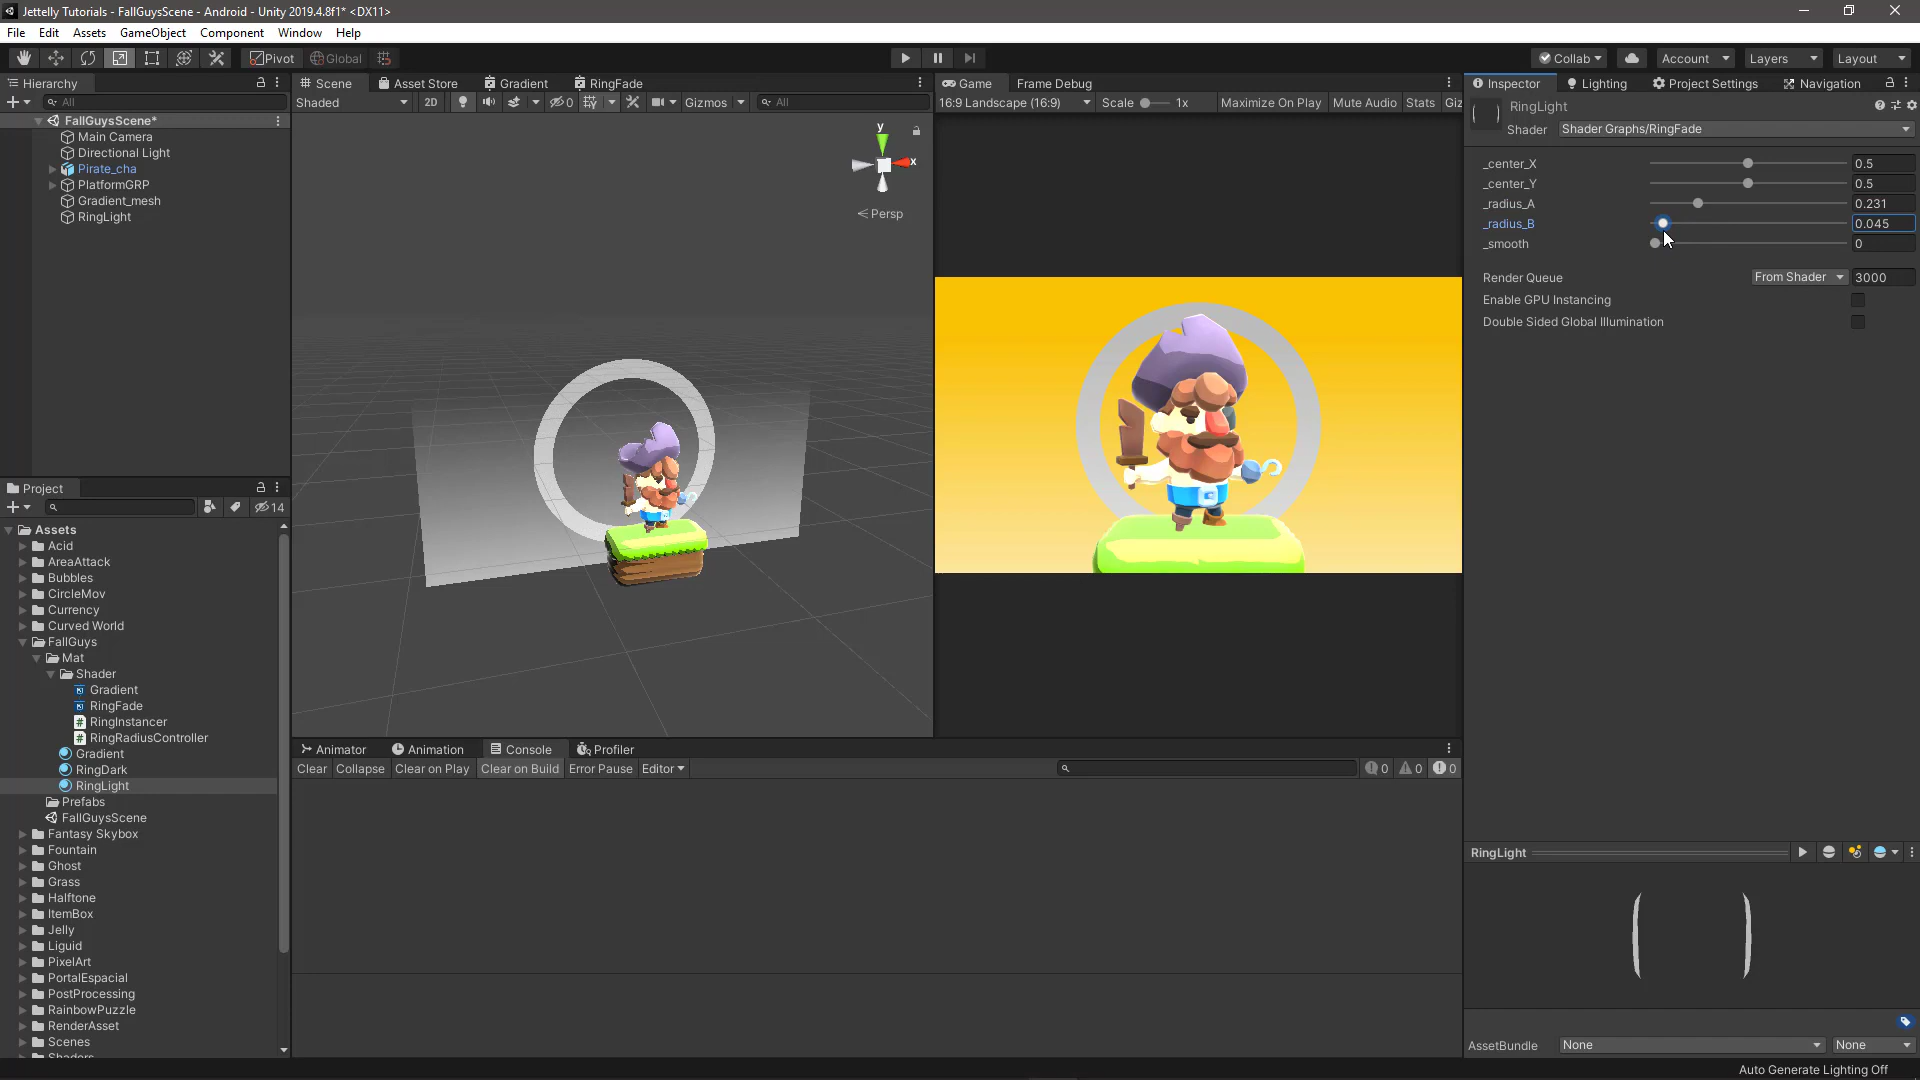 Jettelly Tutorials - FallGuysScene - Android - Unity 2019.4.8f1* <DX11>
File Edit Assets GameObject Component Window Help
Pivot Global
Collab Account Layers Layout
Hierarchy
All
FallGuysScene*
Main Camera
Directional Light
Pirate_cha
PlatformGRP
Gradient_mesh
RingLight
Project
14
Assets
Acid
AreaAttack
Bubbles
CircleMov
Currency
Curved World
FallGuys
Mat
Shader
Gradient
RingFade
RingInstancer
RingRadiusController
Gradient
RingDark
RingLight
Prefabs
FallGuysScene
Fantasy Skybox
Fountain
Ghost
Grass
Halftone
ItemBox
Jelly
Liguid
PixelArt
PortalEspacial
PostProcessing
RainbowPuzzle
RenderAsset
Scenes
Shaders
Scene Asset Store Gradient RingFade
Shaded 2D 0 Gizmos All
y
x
Persp
Game Frame Debug
16:9 Landscape (16:9) Scale 1x Maximize On Play Mute Audio Stats Giz
Animator Animation Console Profiler
Clear Collapse Clear on Play Clear on Build Error Pause Editor 0 0 0
Inspector Lighting Project Settings Navigation
RingLight
Shader Shader Graphs/RingFade
_center_X 0.5
_center_Y 0.5
_radius_A 0.231
_radius_B 0.045
_smooth 0
Render Queue From Shader 3000
Enable GPU Instancing
Double Sided Global Illumination
RingLight
AssetBundle None None
Auto Generate Lighting Off